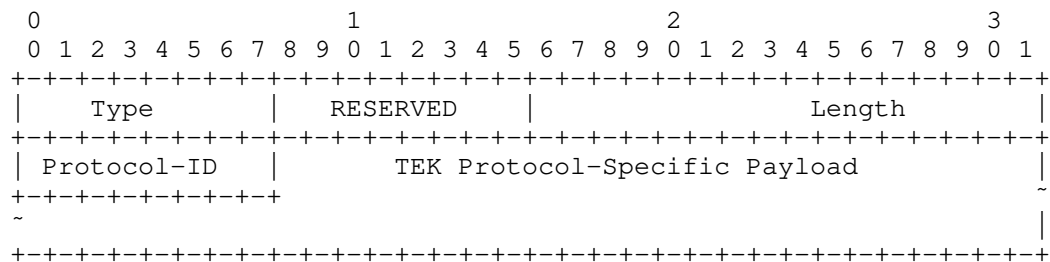 0                   1                   2                   3
 0 1 2 3 4 5 6 7 8 9 0 1 2 3 4 5 6 7 8 9 0 1 2 3 4 5 6 7 8 9 0 1
+-+-+-+-+-+-+-+-+-+-+-+-+-+-+-+-+-+-+-+-+-+-+-+-+-+-+-+-+-+-+-+-+
|    Type       |   RESERVED    |                 Length        |
+-+-+-+-+-+-+-+-+-+-+-+-+-+-+-+-+-+-+-+-+-+-+-+-+-+-+-+-+-+-+-+-+
| Protocol-ID   |       TEK Protocol-Specific Payload           |
+-+-+-+-+-+-+-+-+                                               ~
~                                                               |
+-+-+-+-+-+-+-+-+-+-+-+-+-+-+-+-+-+-+-+-+-+-+-+-+-+-+-+-+-+-+-+-+